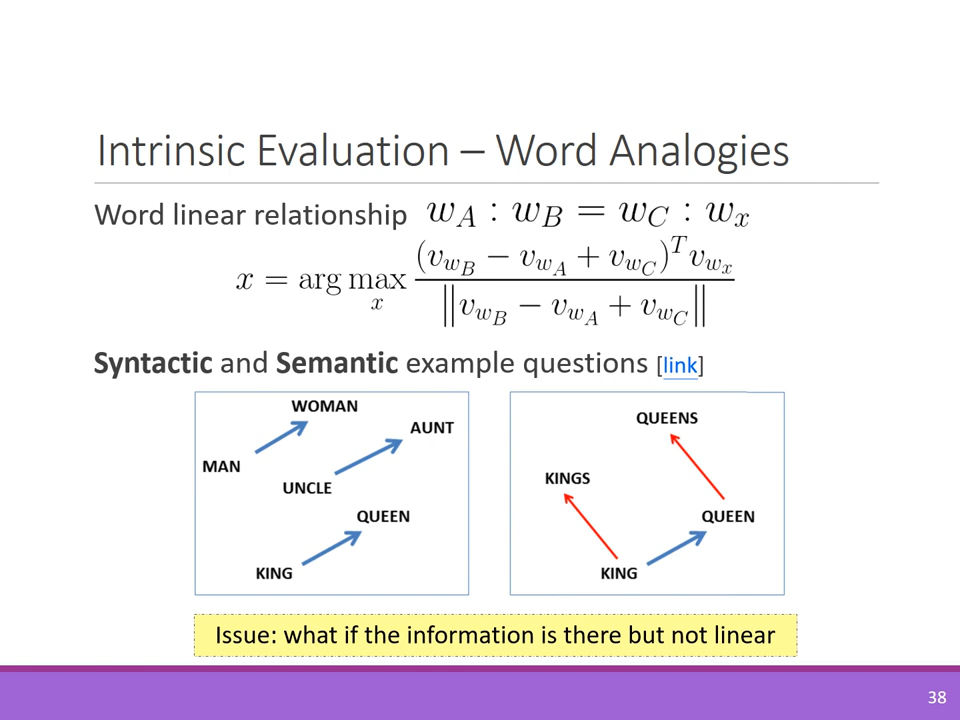 Intrinsic Evaluation – Word Analogies
Word linear relationship w_A : w_B = w_C : w_x
x = arg max_x (v_{w_B} − v_{w_A} + v_{w_C})^T v_{w_x} / ‖v_{w_B} − v_{w_A} + v_{w_C}‖
Syntactic and Semantic example questions [link]
WOMAN
AUNT
MAN
UNCLE
QUEEN
KING
QUEENS
KINGS
QUEEN
KING
Issue: what if the information is there but not linear
38